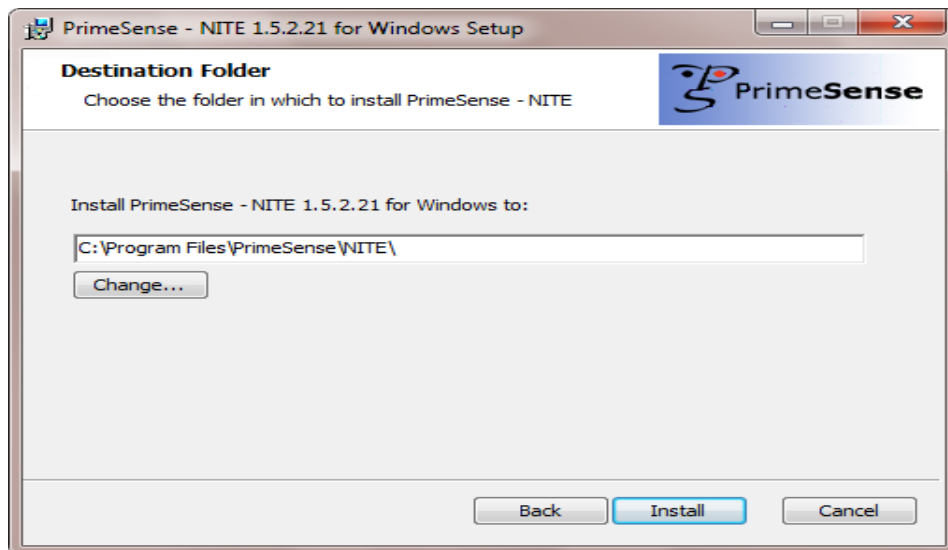 PrimeSense - NITE 1.5.2.21 for Windows Setup
Destination Folder
Choose the folder in which to install PrimeSense - NITE
PrimeSense
Install PrimeSense - NITE 1.5.2.21 for Windows to:
C:\Program Files\PrimeSense\NITE\
Change...
Back Install Cancel